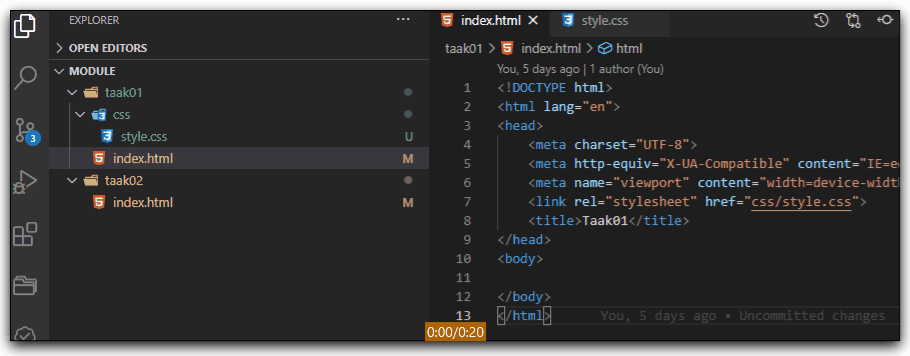 EXPLORER ...
OPEN EDITORS
MODULE
taak01
css
style.css U
index.html M
taak02
index.html M
3
index.html style.css
taak01 > index.html > html
You, 5 days ago | 1 author (You)
1 <!DOCTYPE html>
2 <html lang="en">
3 <head>
4 <meta charset="UTF-8">
5 <meta http-equiv="X-UA-Compatible" content="IE=e
6 <meta name="viewport" content="width=device-width
7 <link rel="stylesheet" href="css/style.css">
8 <title>Taak01</title>
9 </head>
10 <body>
11
12 </body>
13 </html> You, 5 days ago • Uncommitted changes
0:00/0:20